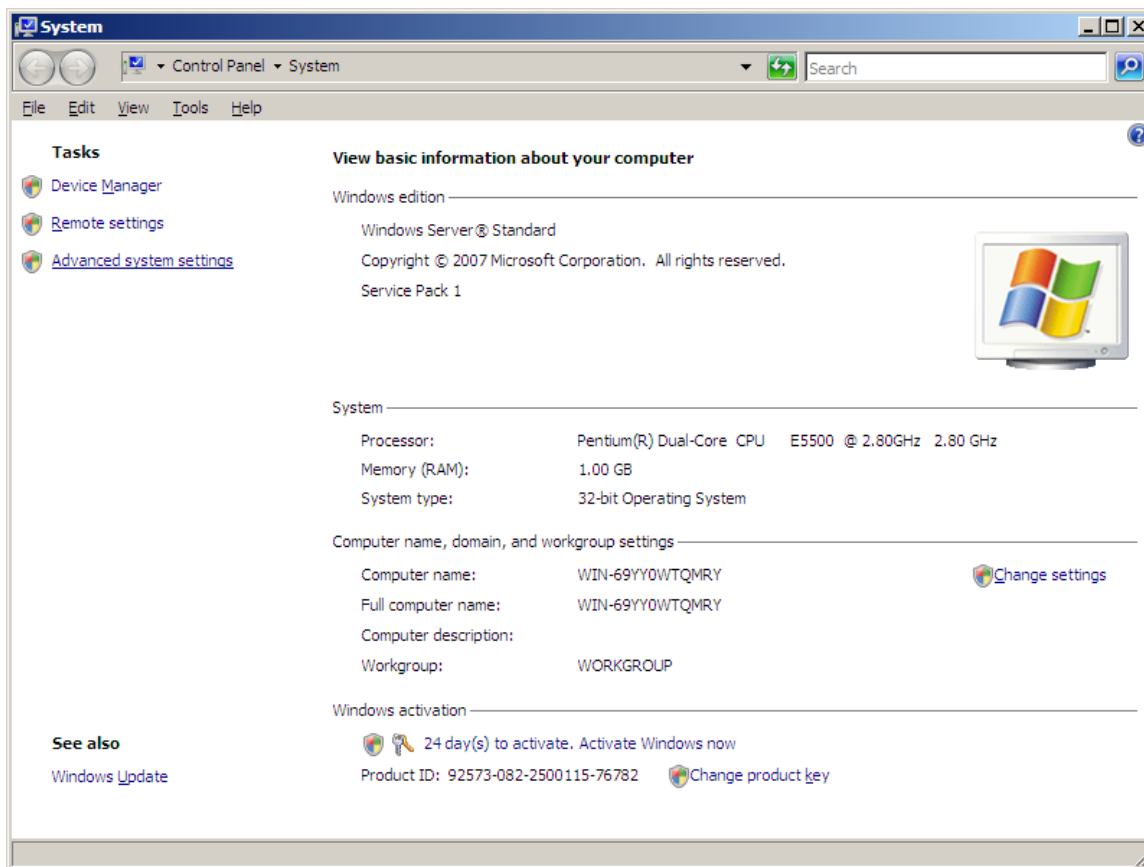 System
Control Panel System
Search
File Edit View Tools Help
Tasks
Device Manager
Remote settings
Advanced system settings
View basic information about your computer
Windows edition
Windows Server® Standard
Copyright © 2007 Microsoft Corporation. All rights reserved.
Service Pack 1
System
Processor: Pentium(R) Dual-Core CPU E5500 @ 2.80GHz 2.80 GHz
Memory (RAM): 1.00 GB
System type: 32-bit Operating System
Computer name, domain, and workgroup settings
Computer name: WIN-69YY0WTQMRY Change settings
Full computer name: WIN-69YY0WTQMRY
Computer description:
Workgroup: WORKGROUP
Windows activation
24 day(s) to activate. Activate Windows now
Product ID: 92573-082-2500115-76782 Change product key
See also
Windows Update